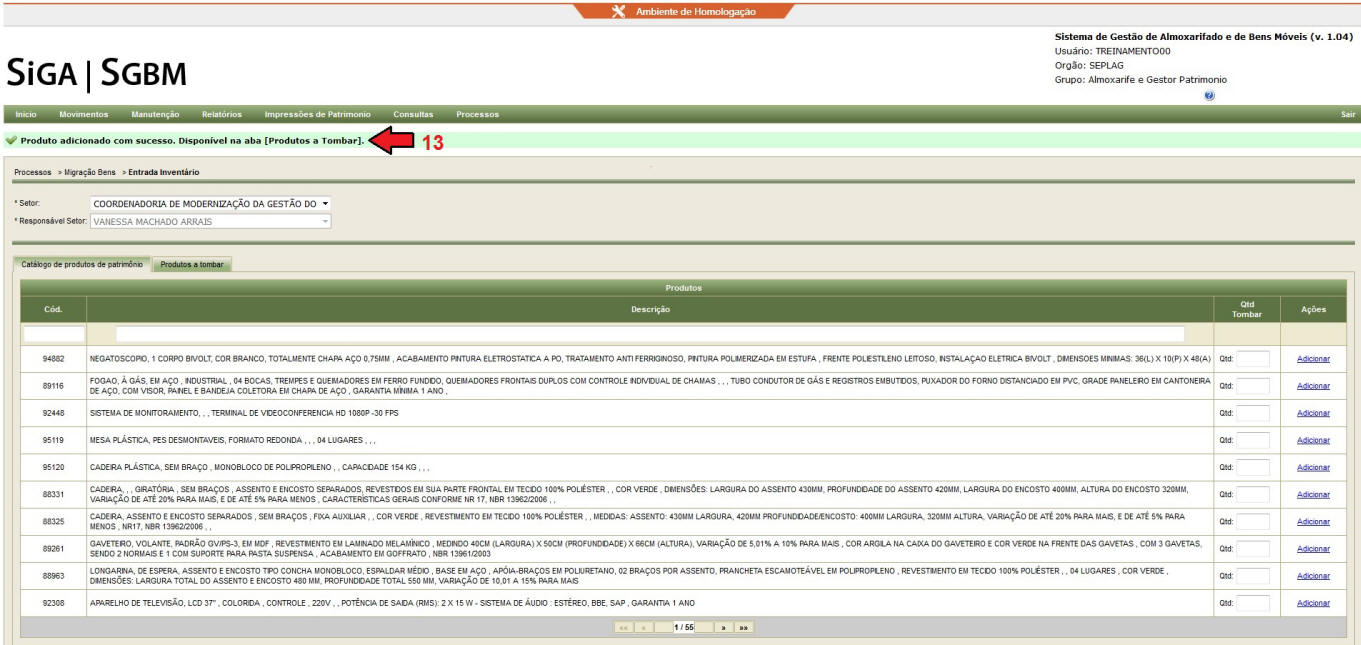 Ambiente de Homologação
Sistema de Gestão de Almoxarifado e de Bens Móveis (v. 1.04)
Usuário: TREINAMENTO00
Orgão: SEPLAG
Grupo: Almoxarife e Gestor Patrimonio
SiGA | SGBM
Inicio Movimentos Manutenção Relatórios Impressões de Patrimonio Consultas Processos Sair
Produto adicionado com sucesso. Disponível na aba [Produtos a Tombar]. 13
Processos > Migração Bens > Entrada Inventário
* Setor: COORDENADORIA DE MODERNIZAÇÃO DA GESTÃO DO
* Responsável Setor: VANESSA MACHADO ARRAIS
Catálogo de produtos de patrimônio Produtos a tombar
Produtos
Cód. Descrição Qtd Tombar Ações
94882 NEGATOSCOPIO, 1 CORPO BIVOLT, COR BRANCO, TOTALMENTE CHAPA AÇO 0,75MM , ACABAMENTO PINTURA ELETROSTATICA A PO, TRATAMENTO ANTI FERRIGINOSO, PINTURA POLIMERIZADA EM ESTUFA , FRENTE POLIESTILENO LEITOSO, INSTALAÇAO ELETRICA BIVOLT , DIMENSOES MINIMAS: 36(L) X 10(P) X 48(A) Qtd: Adicionar
89116 FOGAO, À GÁS, EM AÇO , INDUSTRIAL , 04 BOCAS, TREMPES E QUEIMADORES EM FERRO FUNDIDO, QUEIMADORES FRONTAIS DUPLOS COM CONTROLE INDIVIDUAL DE CHAMAS , , , TUBO CONDUTOR DE GÁS E REGISTROS EMBUTIDOS, PUXADOR DO FORNO DISTANCIADO EM PVC, GRADE PANELEIRO EM CANTONEIRA
DE AÇO, COM VISOR, PAINEL E BANDEJA COLETORA EM CHAPA DE AÇO , GARANTIA MÍNIMA 1 ANO , Qtd: Adicionar
92448 SISTEMA DE MONITORAMENTO, , , TERMINAL DE VIDEOCONFERENCIA HD 1080P -30 FPS Qtd: Adicionar
95119 MESA PLÁSTICA, PES DESMONTAVEIS, FORMATO REDONDA , , , 04 LUGARES , , , Qtd: Adicionar
95120 CADEIRA PLÁSTICA, SEM BRAÇO , MONOBLOCO DE POLIPROPILENO , , CAPACIDADE 154 KG , , , Qtd: Adicionar
88331 CADEIRA, , , GIRATÓRIA , SEM BRAÇOS , ASSENTO E ENCOSTO SEPARADOS, REVESTIDOS EM SUA PARTE FRONTAL EM TECIDO 100% POLIÉSTER , , COR VERDE , DIMENSÕES: LARGURA DO ASSENTO 430MM, PROFUNDIDADE DO ASSENTO 420MM, LARGURA DO ENCOSTO 400MM, ALTURA DO ENCOSTO 320MM,
VARIAÇÃO DE ATÉ 20% PARA MAIS, E DE ATÉ 5% PARA MENOS , CARACTERÍSTICAS GERAIS CONFORME NR 17, NBR 13962/2006 , , Qtd: Adicionar
88325 CADEIRA, ASSENTO E ENCOSTO SEPARADOS , SEM BRAÇOS , FIXA AUXILIAR , , COR VERDE , REVESTIMENTO EM TECIDO 100% POLIÉSTER , , MEDIDAS: ASSENTO: 430MM LARGURA, 420MM PROFUNDIDADE/ENCOSTO: 400MM LARGURA, 320MM ALTURA, VARIAÇÃO DE ATÉ 20% PARA MAIS, E DE ATÉ 5% PARA
MENOS , NR17, NBR 13962/2006 , , Qtd: Adicionar
89261 GAVETEIRO, VOLANTE, PADRÃO GV/PS-3, EM MDF , REVESTIMENTO EM LAMINADO MELAMÍNICO , MEDINDO 40CM (LARGURA) X 50CM (PROFUNDIDADE) X 66CM (ALTURA), VARIAÇÃO DE 5,01% A 10% PARA MAIS , COR ARGILA NA CAIXA DO GAVETEIRO E COR VERDE NA FRENTE DAS GAVETAS , COM 3 GAVETAS,
SENDO 2 NORMAIS E 1 COM SUPORTE PARA PASTA SUSPENSA , ACABAMENTO EM GOFFRATO , NBR 13961/2003 Qtd: Adicionar
88963 LONGARINA, DE ESPERA, ASSENTO E ENCOSTO TIPO CONCHA MONOBLOCO, ESPALDAR MÉDIO , BASE EM AÇO , APÓIA-BRAÇOS EM POLIURETANO, 02 BRAÇOS POR ASSENTO, PRANCHETA ESCAMOTEÁVEL EM POLIPROPILENO , REVESTIMENTO EM TECIDO 100% POLIÉSTER , , 04 LUGARES , COR VERDE ,
DIMENSÕES: LARGURA TOTAL DO ASSENTO E ENCOSTO 480 MM, PROFUNDIDADE TOTAL 550 MM, VARIAÇÃO DE 10,01 A 15% PARA MAIS Qtd: Adicionar
92308 APARELHO DE TELEVISÃO, LCD 37" , COLORIDA , CONTROLE , 220V , , POTÊNCIA DE SAIDA (RMS): 2 X 15 W - SISTEMA DE ÁUDIO : ESTÉREO, BBE, SAP , GARANTIA 1 ANO Qtd: Adicionar
«« « 1 / 55 » »»